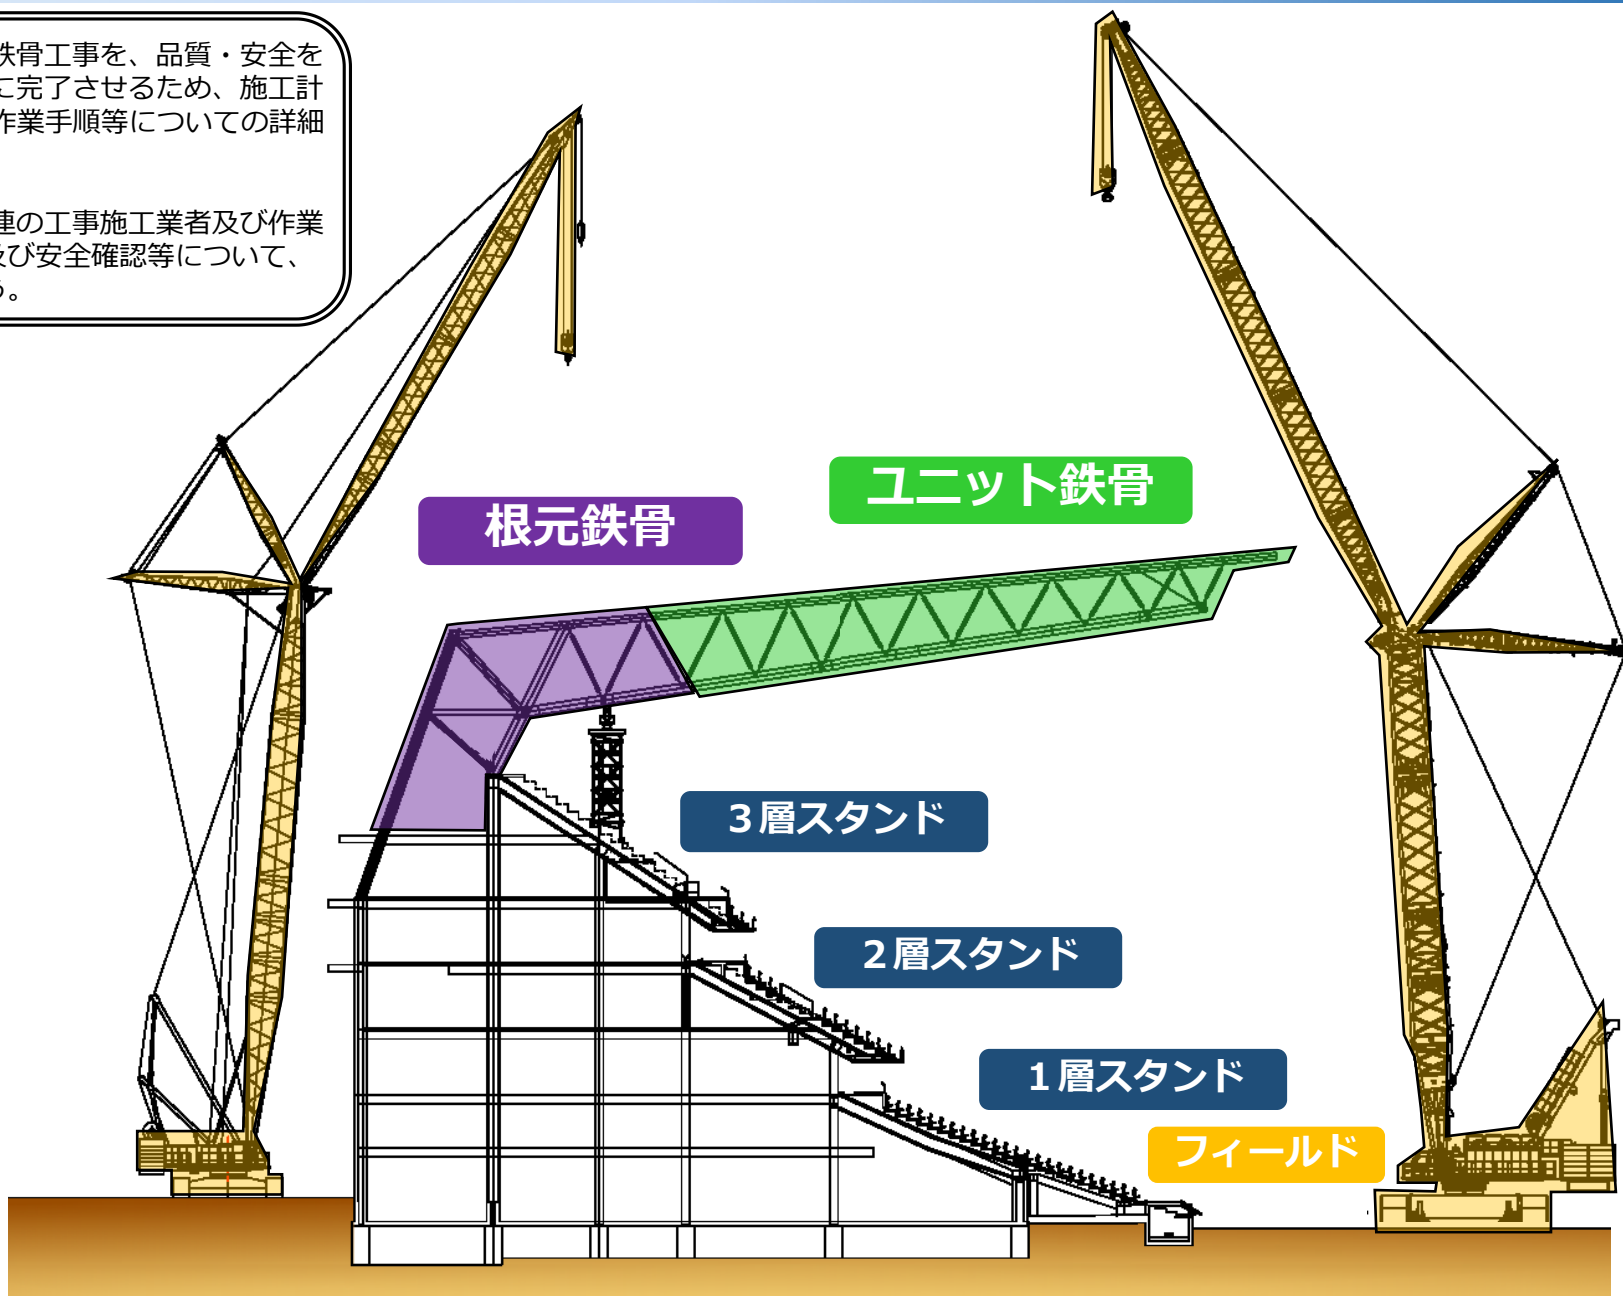 鉄骨工事を、品質・安全を
に完了させるため、施工計
作業手順等についての詳細
連の工事施工業者及び作業
及び安全確認等について、
る。
ユニット鉄骨
根元鉄骨
３層スタンド
２層スタンド
１層スタンド
フィールド